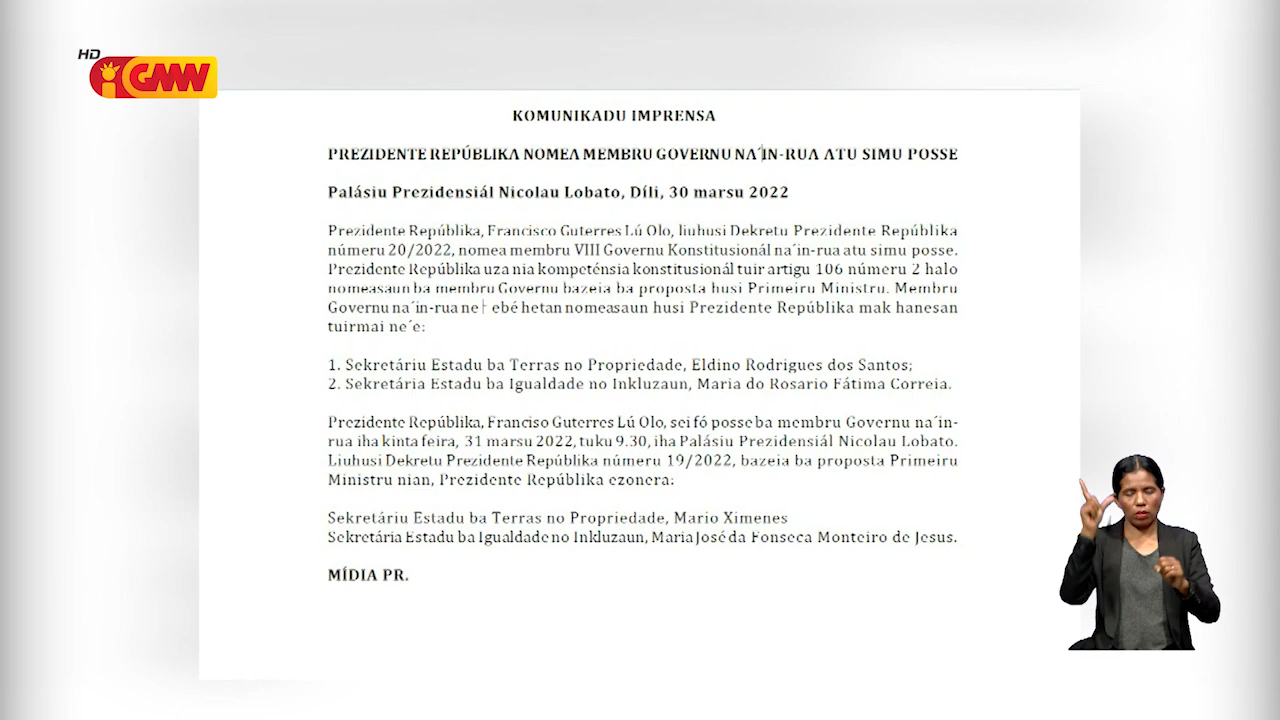 HD
GMN
KOMUNIKADU IMPRENSA
PREZIDENTE REPÚBLIKA NOMEA MEMBRU GOVERNU NA´IN-RUA ATU SIMU POSSE
Palásiu Prezidensiál Nicolau Lobato, Díli, 30 marsu 2022
Prezidente Repúblika, Francisco Guterres Lú Olo, liuhusi Dekretu Prezidente Repúblika
númeru 20/2022, nomea membru VIII Governu Konstitusionál na´in-rua atu simu posse.
Prezidente Repúblika uza nia kompeténsia konstitusionál tuir artigu 106 númeru 2 halo
nomeasaun ba membru Governu bazeia ba proposta husi Primeiru Ministru. Membru
Governu na´in-rua ne´ebé hetan nomeasaun husi Prezidente Repúblika mak hanesan
tuirmai ne´e:
1. Sekretáriu Estadu ba Terras no Propriedade, Eldino Rodrigues dos Santos;
2. Sekretária Estadu ba Igualdade no Inkluzaun, Maria do Rosario Fátima Correia.
Prezidente Repúblika, Franciso Guterres Lú Olo, sei fó posse ba membru Governu na´in-
rua iha kinta feira, 31 marsu 2022, tuku 9.30, iha Palásiu Prezidensiál Nicolau Lobato.
Liuhusi Dekretu Prezidente Repúblika númeru 19/2022, bazeia ba proposta Primeiru
Ministru nian, Prezidente Repúblika ezonera:
Sekretáriu Estadu ba Terras no Propriedade, Mario Ximenes
Sekretária Estadu ba Igualdade no Inkluzaun, Maria José da Fonseca Monteiro de Jesus.
MÍDIA PR.